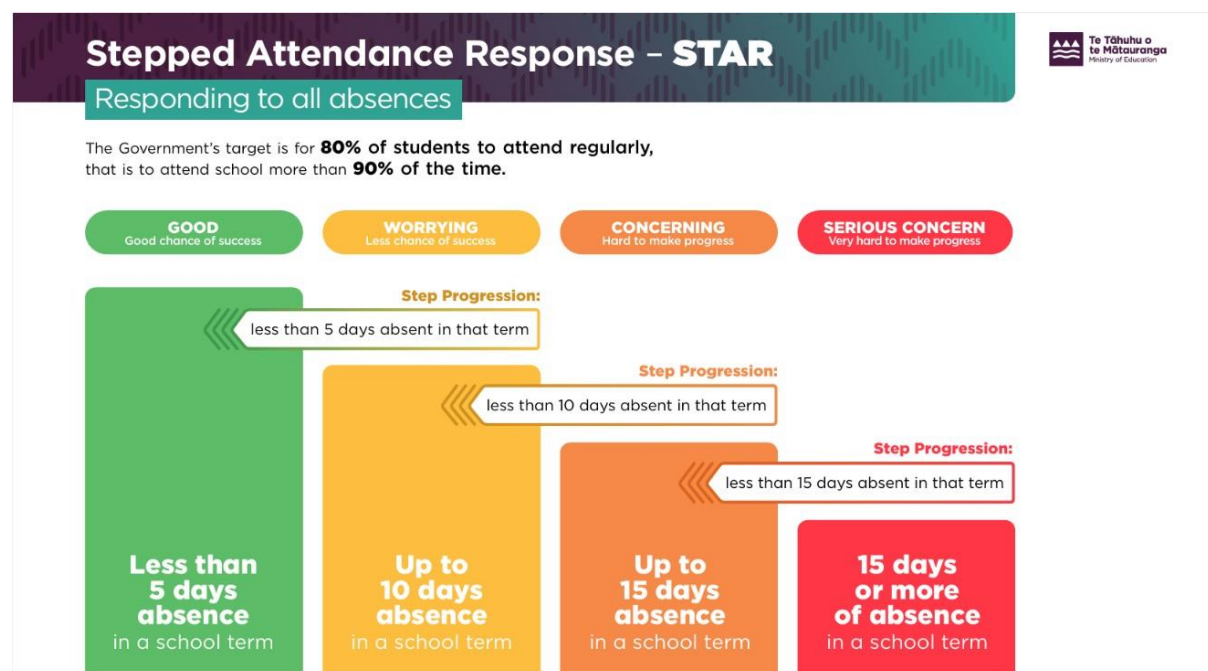 Stepped Attendance Response – STAR
Te Tāhuhu o
te Mātauranga
Ministry of Education
Responding to all absences
The Government's target is for 80% of students to attend regularly,
that is to attend school more than 90% of the time.
GOOD
Good chance of success
WORRYING
Less chance of success
CONCERNING
Hard to make progress
SERIOUS CONCERN
Very hard to make progress
Step Progression:
less than 5 days absent in that term
Step Progression:
less than 10 days absent in that term
Step Progression:
less than 15 days absent in that term
Less than
5 days
absence
in a school term
Up to
10 days
absence
in a school term
Up to
15 days
absence
in a school term
15 days
or more
of absence
in a school term